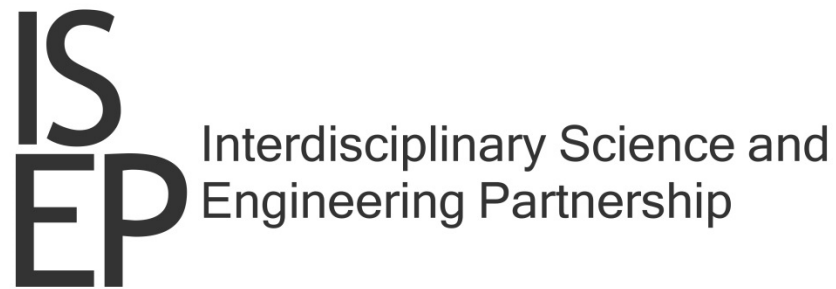 IS
EP
Interdisciplinary Science and
Engineering Partnership